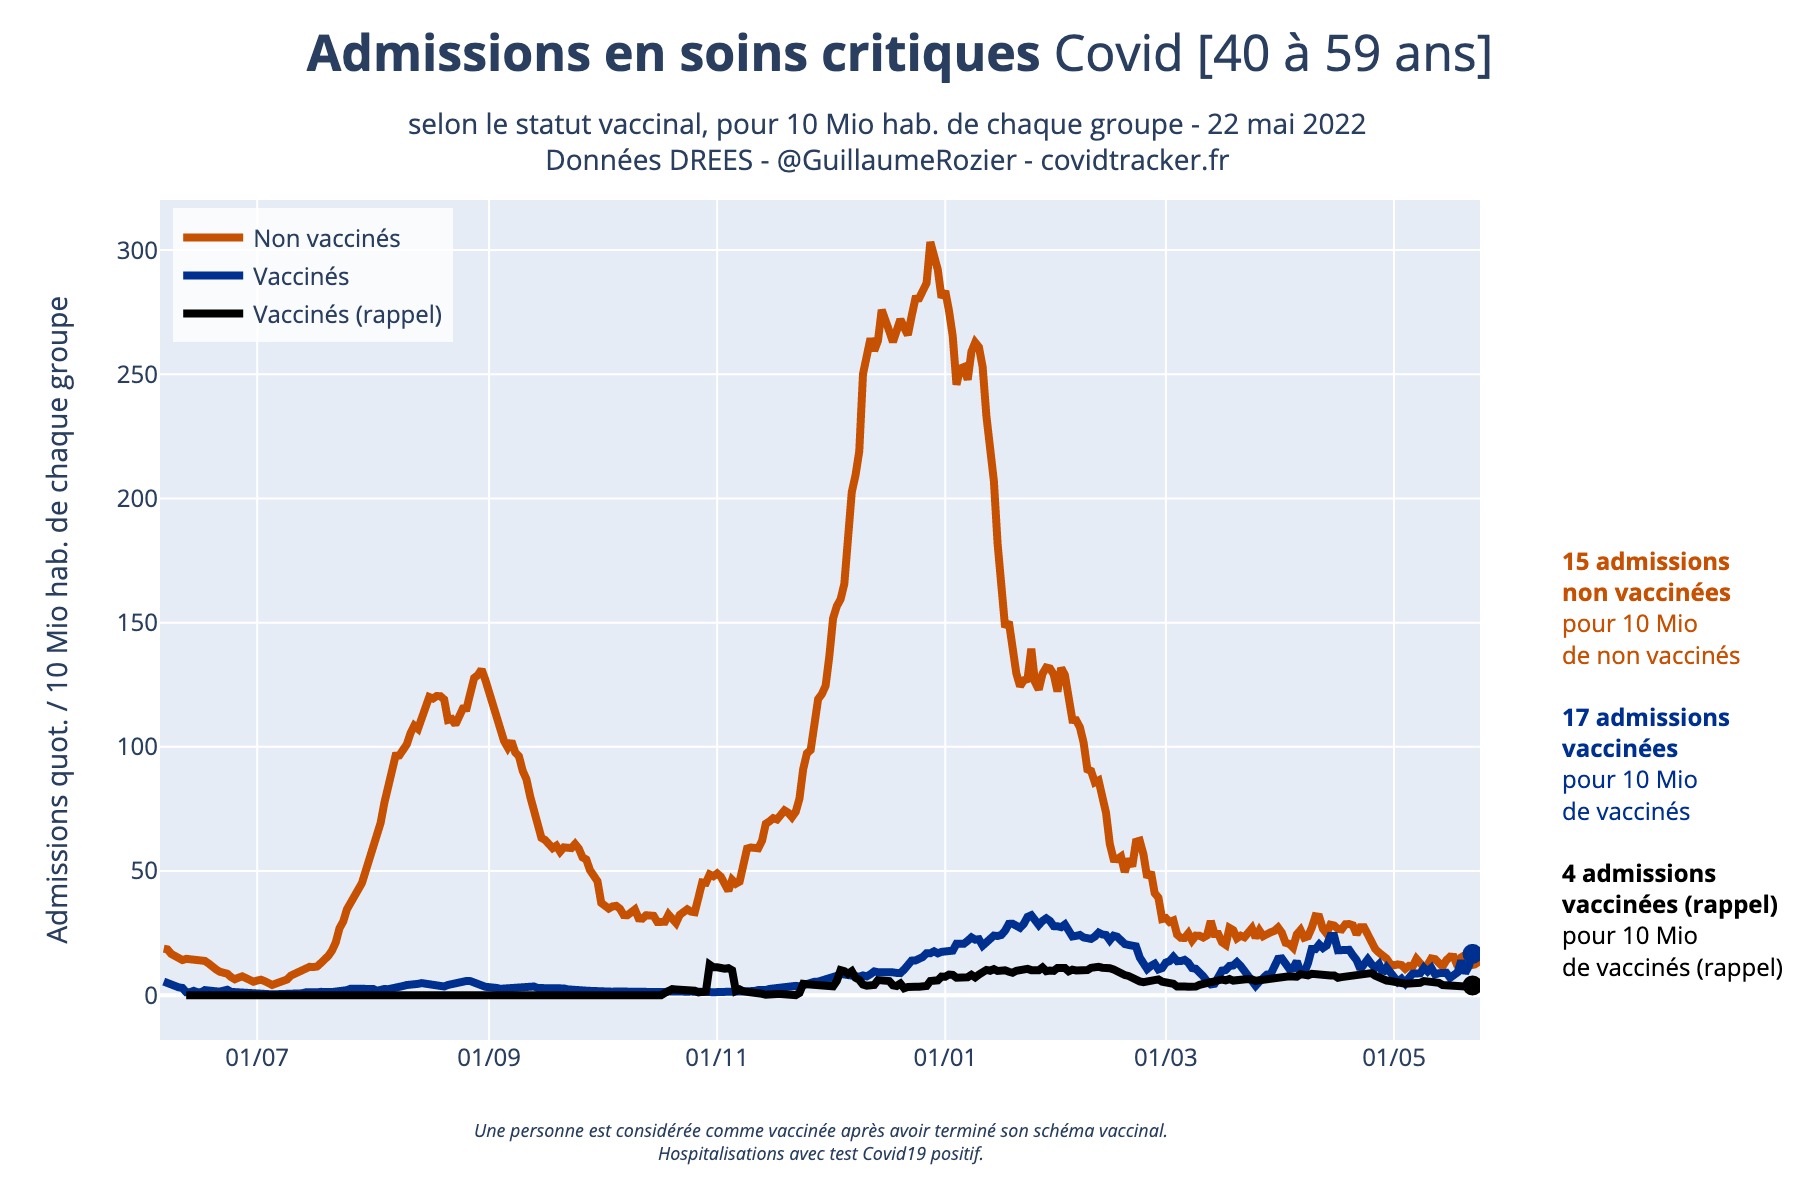 Admissions en soins critiques Covid [40 à 59 ans]
selon le statut vaccinal, pour 10 Mio hab. de chaque groupe - 22 mai 2022
Données DREES - @GuillaumeRozier - covidtracker.fr
Non vaccinés
Vaccinés
Vaccinés (rappel)
Admissions quot. / 10 Mio hab. de chaque groupe
300
250
200
150
100
50
0
01/07
01/09
01/11
01/01
01/03
01/05
15 admissions
non vaccinées
pour 10 Mio
de non vaccinés
17 admissions
vaccinées
pour 10 Mio
de vaccinés
4 admissions
vaccinées (rappel)
pour 10 Mio
de vaccinés (rappel)
Une personne est considérée comme vaccinée après avoir terminé son schéma vaccinal.
Hospitalisations avec test Covid19 positif.